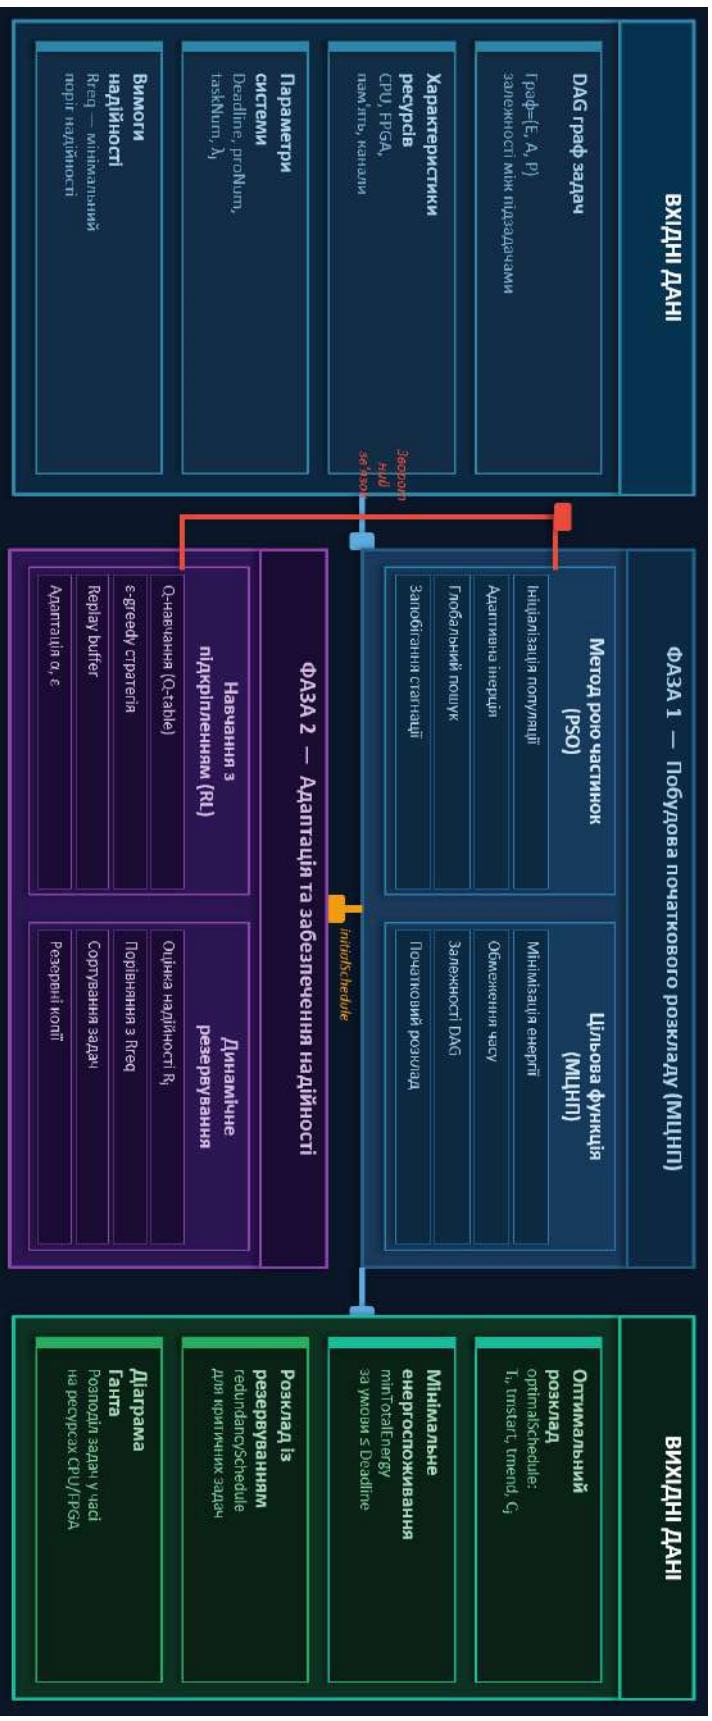 ВХІДНІ ДАНІ
DAG граф задач
Граф={E, A, P}
залежності між підзадачами
Характеристики
ресурсів
CPU, FPGA,
пам'ять, канали
Параметри
системи
Deadline, proNum,
taskNum, λⱼ
Вимоги
надійності
Rreq — мінімальний
поріг надійності
Зворот
ний
зв'язок
ФАЗА 1 — Побудова початкового розкладу (МЦНП)
Метод рою частинок
(PSO)
Ініціалізація популяції
Адаптивна інерція
Глобальний пошук
Запобігання стагнації
Цільова функція
(МЦНП)
Мінімізація енергії
Обмеження часу
Залежності DAG
Початковий розклад
initialSchedule
ФАЗА 2 — Адаптація та забезпечення надійності
Навчання з
підкріпленням (RL)
Q-навчання (Q-table)
ε-greedy стратегія
Replay buffer
Адаптація α, ε
Динамічне
резервування
Оцінка надійності Rⱼ
Порівняння з Rreq
Сортування задач
Резервні копії
ВИХІДНІ ДАНІ
Оптимальний
розклад
optimalSchedule:
Tᵢ, tmstart, tmend, Cⱼ
Мінімальне
енергоспоживання
minTotalEnergy
за умови ≤ Deadline
Розклад із
резервуванням
redundancySchedule
для критичних задач
Діаграма
Ганта
Розподіл задач у часі
на ресурсах CPU/FPGA